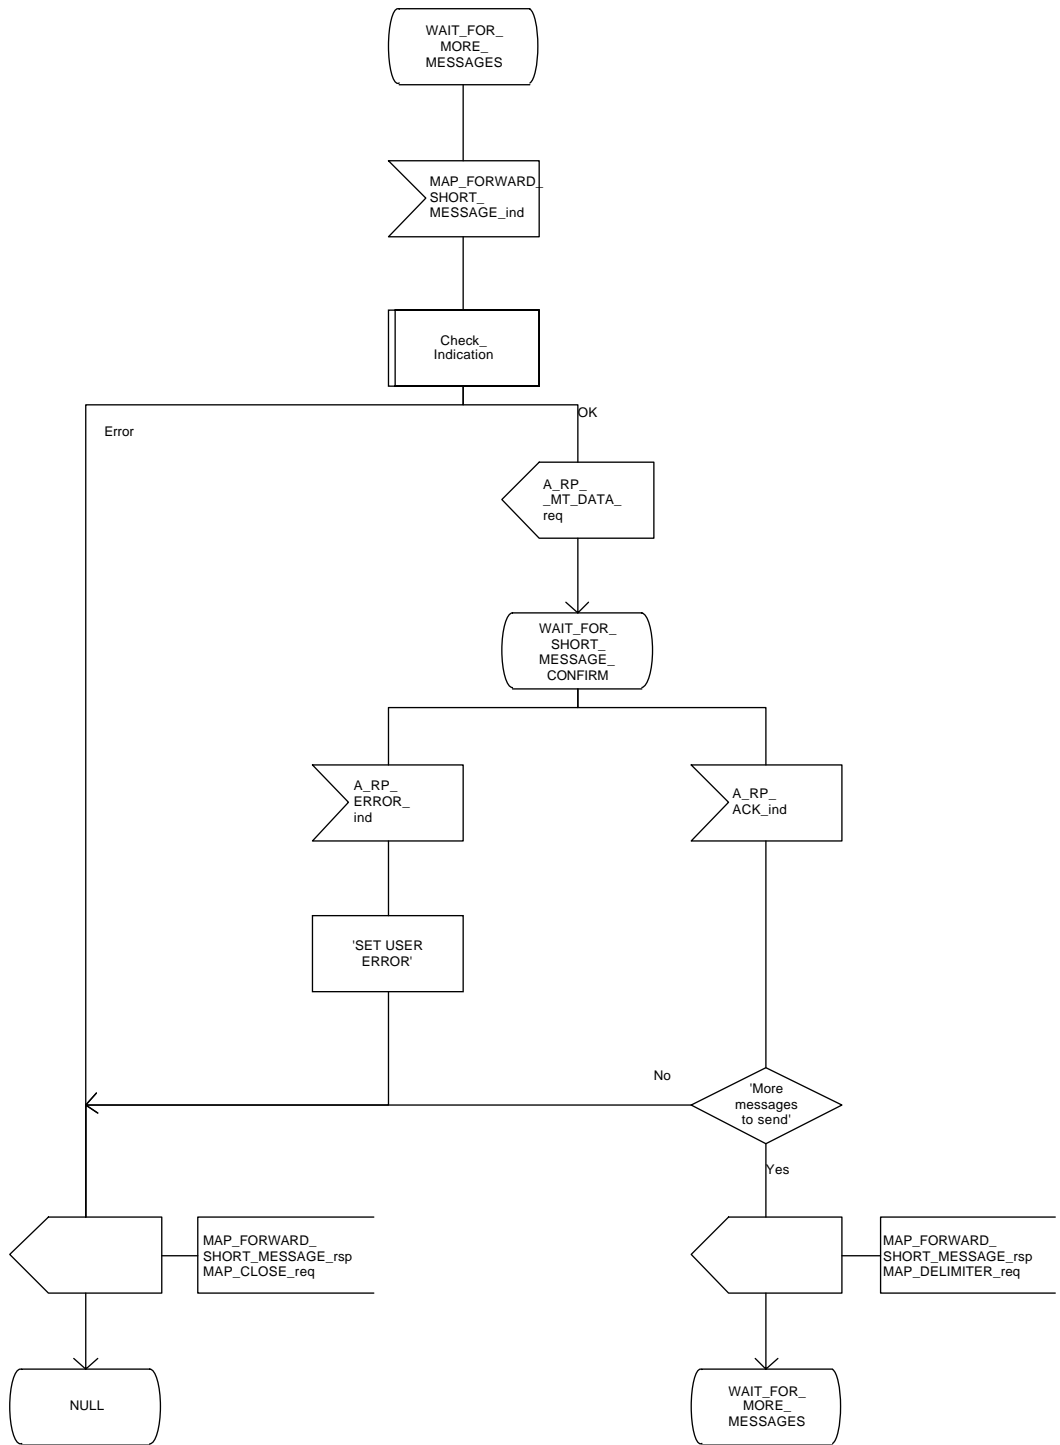 WAIT_FOR_
MORE_
MESSAGES
MAP_FORWARD_
SHORT_
MESSAGE_ind
Check_
Indication
OK
Error
A_RP_
_MT_DATA_
req
WAIT_FOR_
SHORT_
MESSAGE_
CONFIRM
A_RP_
ERROR_
ind
A_RP_
ACK_ind
'SET USER
ERROR'
No
'More
messages
to send'
Yes
MAP_FORWARD_
SHORT_MESSAGE_rsp
MAP_CLOSE_req
MAP_FORWARD_
SHORT_MESSAGE_rsp
MAP_DELIMITER_req
NULL
WAIT_FOR_
MORE_
MESSAGES